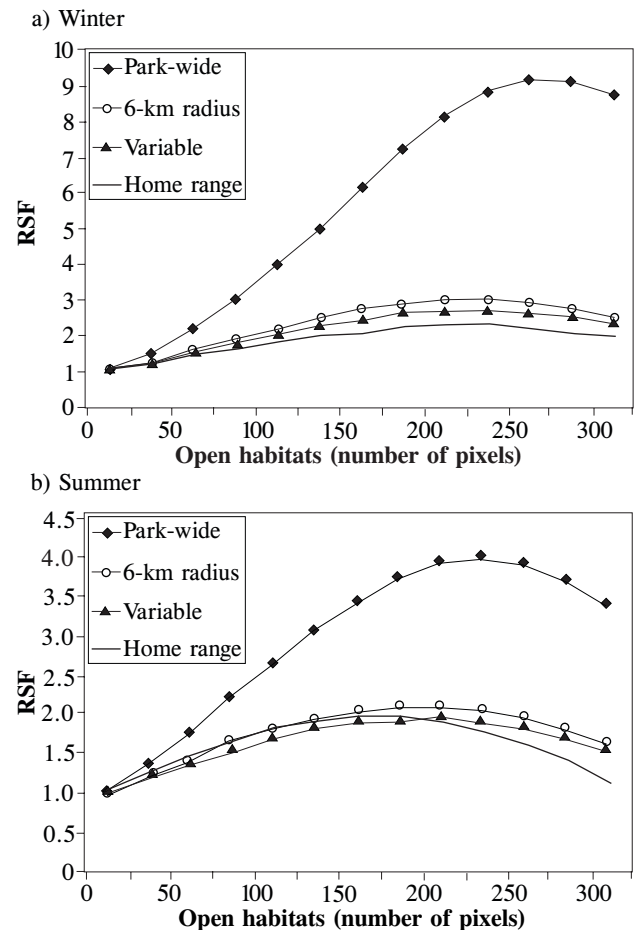 a) Winter
10
9
8
7
6
5
4
3
2
1
0
RSF
Park-wide
6-km radius
Variable
Home range
0 50 100 150 200 250 300
Open habitats (number of pixels)
b) Summer
4.5
4.0
3.5
3.0
2.5
2.0
1.5
1.0
0.5
0
RSF
Park-wide
6-km radius
Variable
Home range
0 50 100 150 200 250 300
Open habitats (number of pixels)